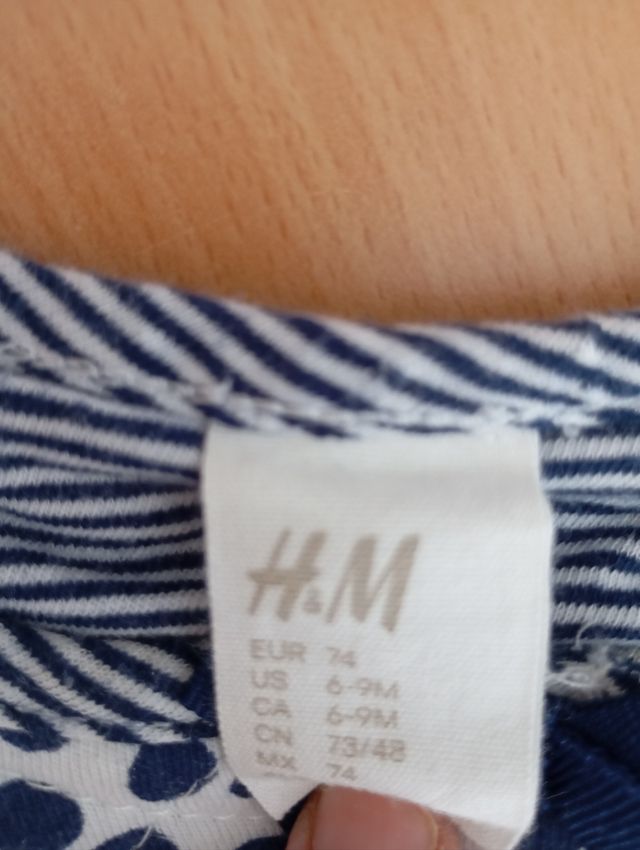 H&M
EUR 74
US 6-9M
CA 6-9M
CN 73/48
MX 74